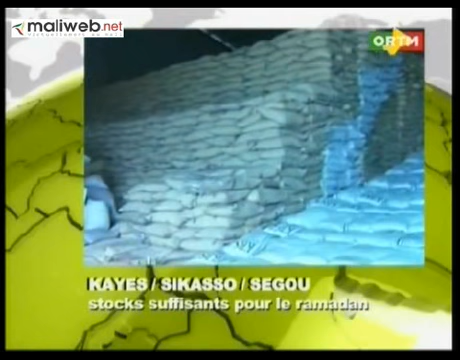 maliweb.net
ORTM
KAYES / SIKASSO / SEGOU
stocks suffisants pour le ramadan